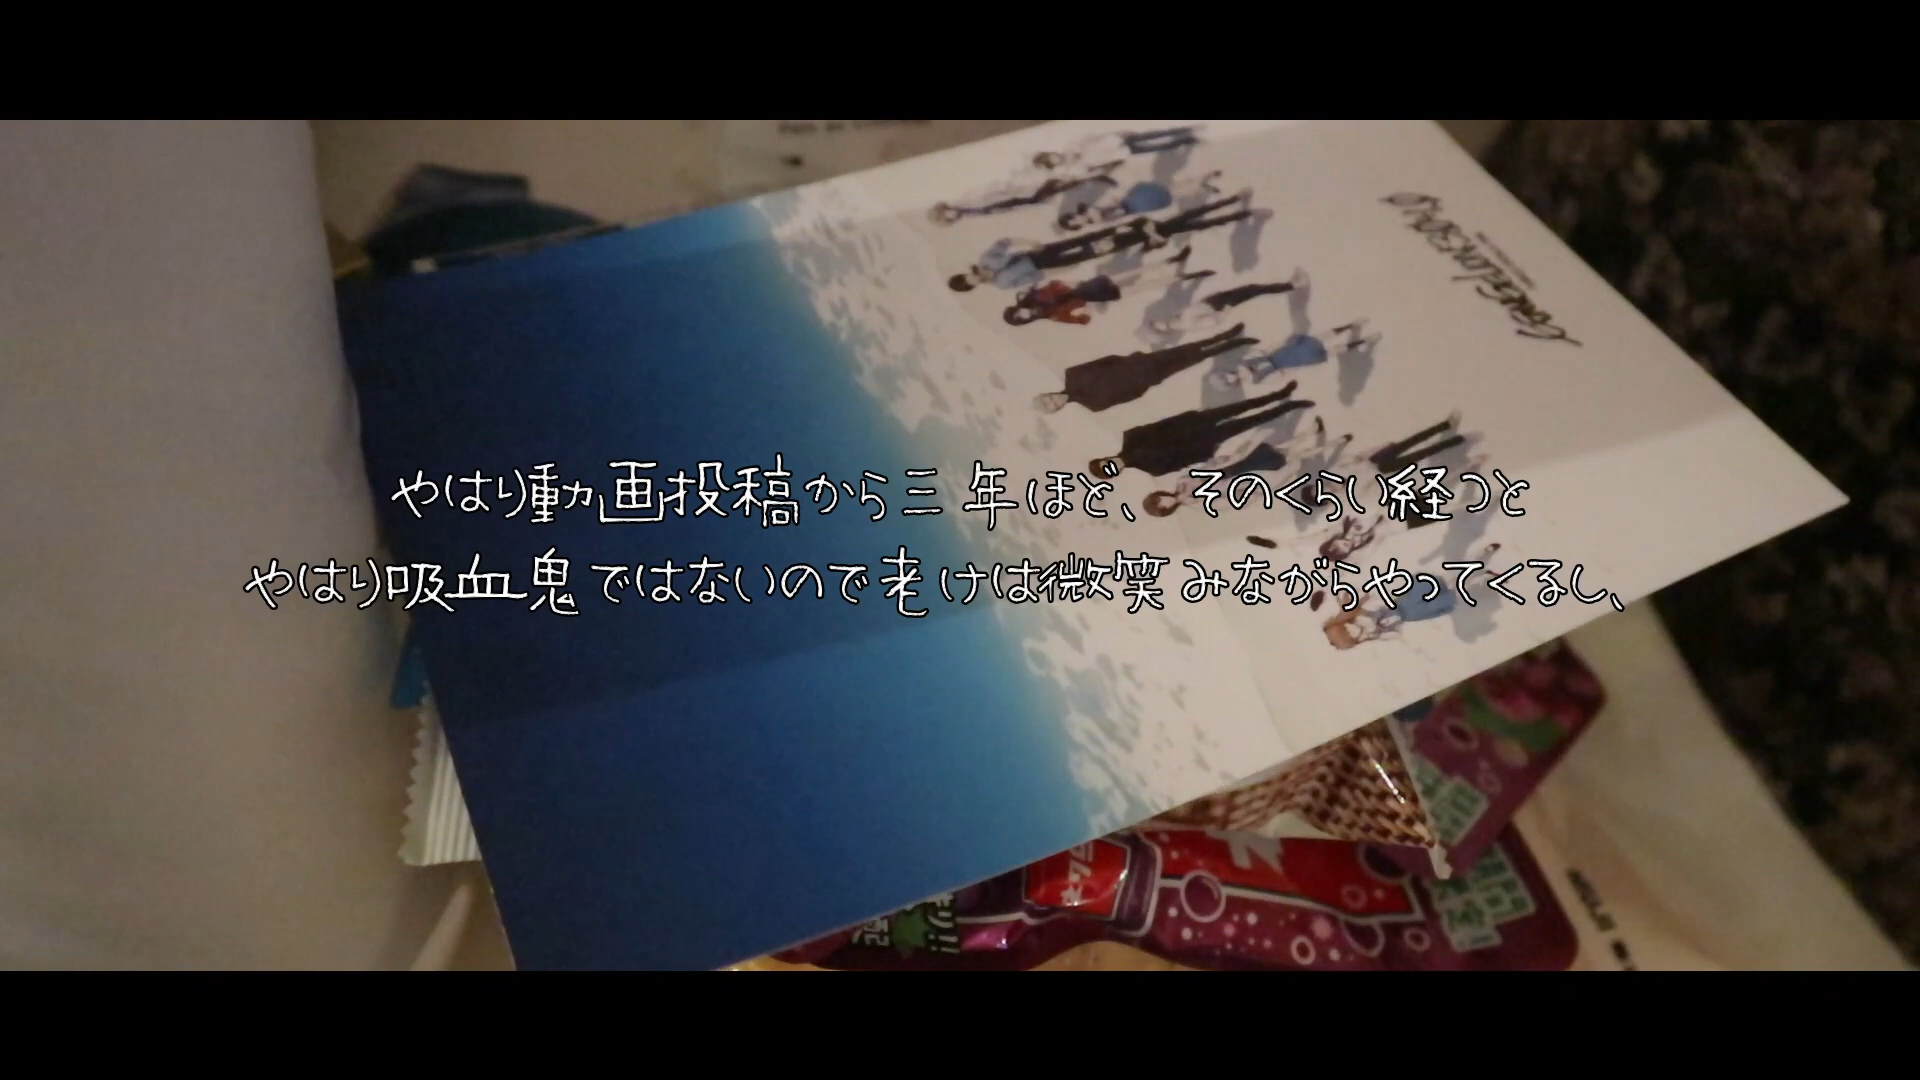 やはり動画投稿から三年ほど、そのくらい経つと
やはり吸血鬼ではないので老けは微笑みながらやってくるし、